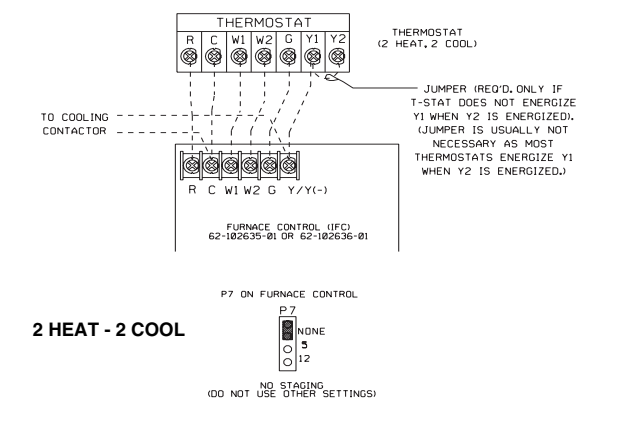 THERMOSTAT
R C W1 W2 G Y1 Y2
THERMOSTAT
(2 HEAT, 2 COOL)
JUMPER (REQ'D. ONLY IF
T-STAT DOES NOT ENERGIZE
Y1 WHEN Y2 IS ENERGIZED).
(JUMPER IS USUALLY NOT
NECESSARY AS MOST
THERMOSTATS ENERGIZE Y1
WHEN Y2 IS ENERGIZED.)
TO COOLING
CONTACTOR
R C W1 W2 G Y/Y(-)
FURNACE CONTROL (IFC)
62-102635-01 OR 62-102636-01
P7 ON FURNACE CONTROL
P7
NONE
5
12
2 HEAT - 2 COOL
NO STAGING
(DO NOT USE OTHER SETTINGS)